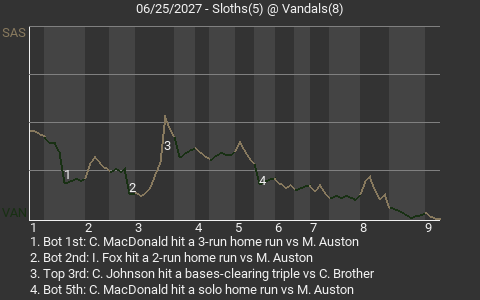 06/25/2027 - Sloths(5) @ Vandals(8)
SAS
1
2
3
4
VAN
1 2 3 4 5 6 7 8 9
1. Bot 1st: C. MacDonald hit a 3-run home run vs M. Auston
2. Bot 2nd: I. Fox hit a 2-run home run vs M. Auston
3. Top 3rd: C. Johnson hit a bases-clearing triple vs C. Brother
4. Bot 5th: C. MacDonald hit a solo home run vs M. Auston